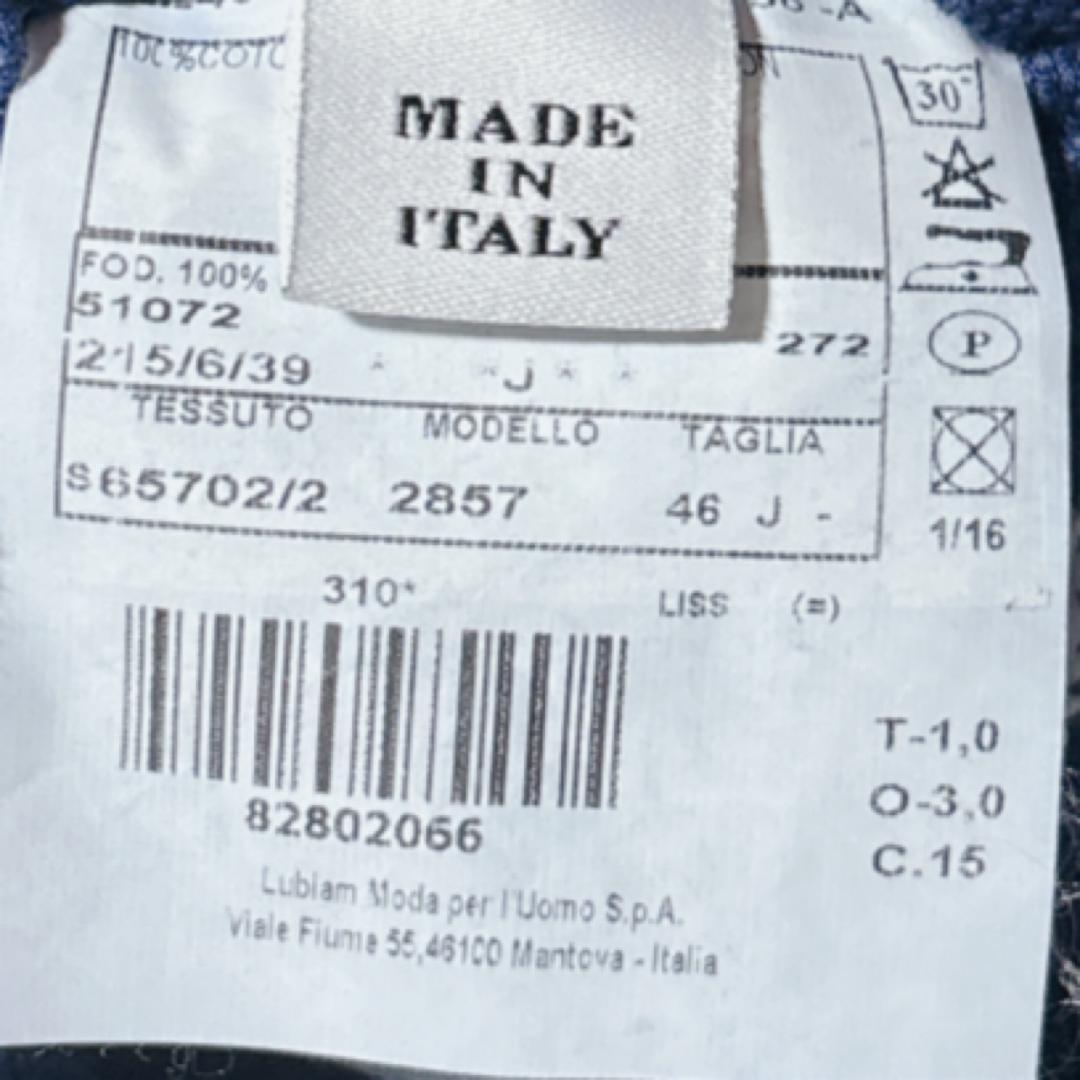 -A
100%COTO
MADE
IN
ITALY
30°
FOD. 100%
51072
272
P
215/6/39 * *J * *
TESSUTO MODELLO TAGLIA
S65702/2 2857 46 J -
1/16
310* LISS (=)
82802066
T-1,0
O-3,0
C.15
Lubiam Moda per l'Uomo S.p.A.
Viale Fiume 55,46100 Mantova - Italia